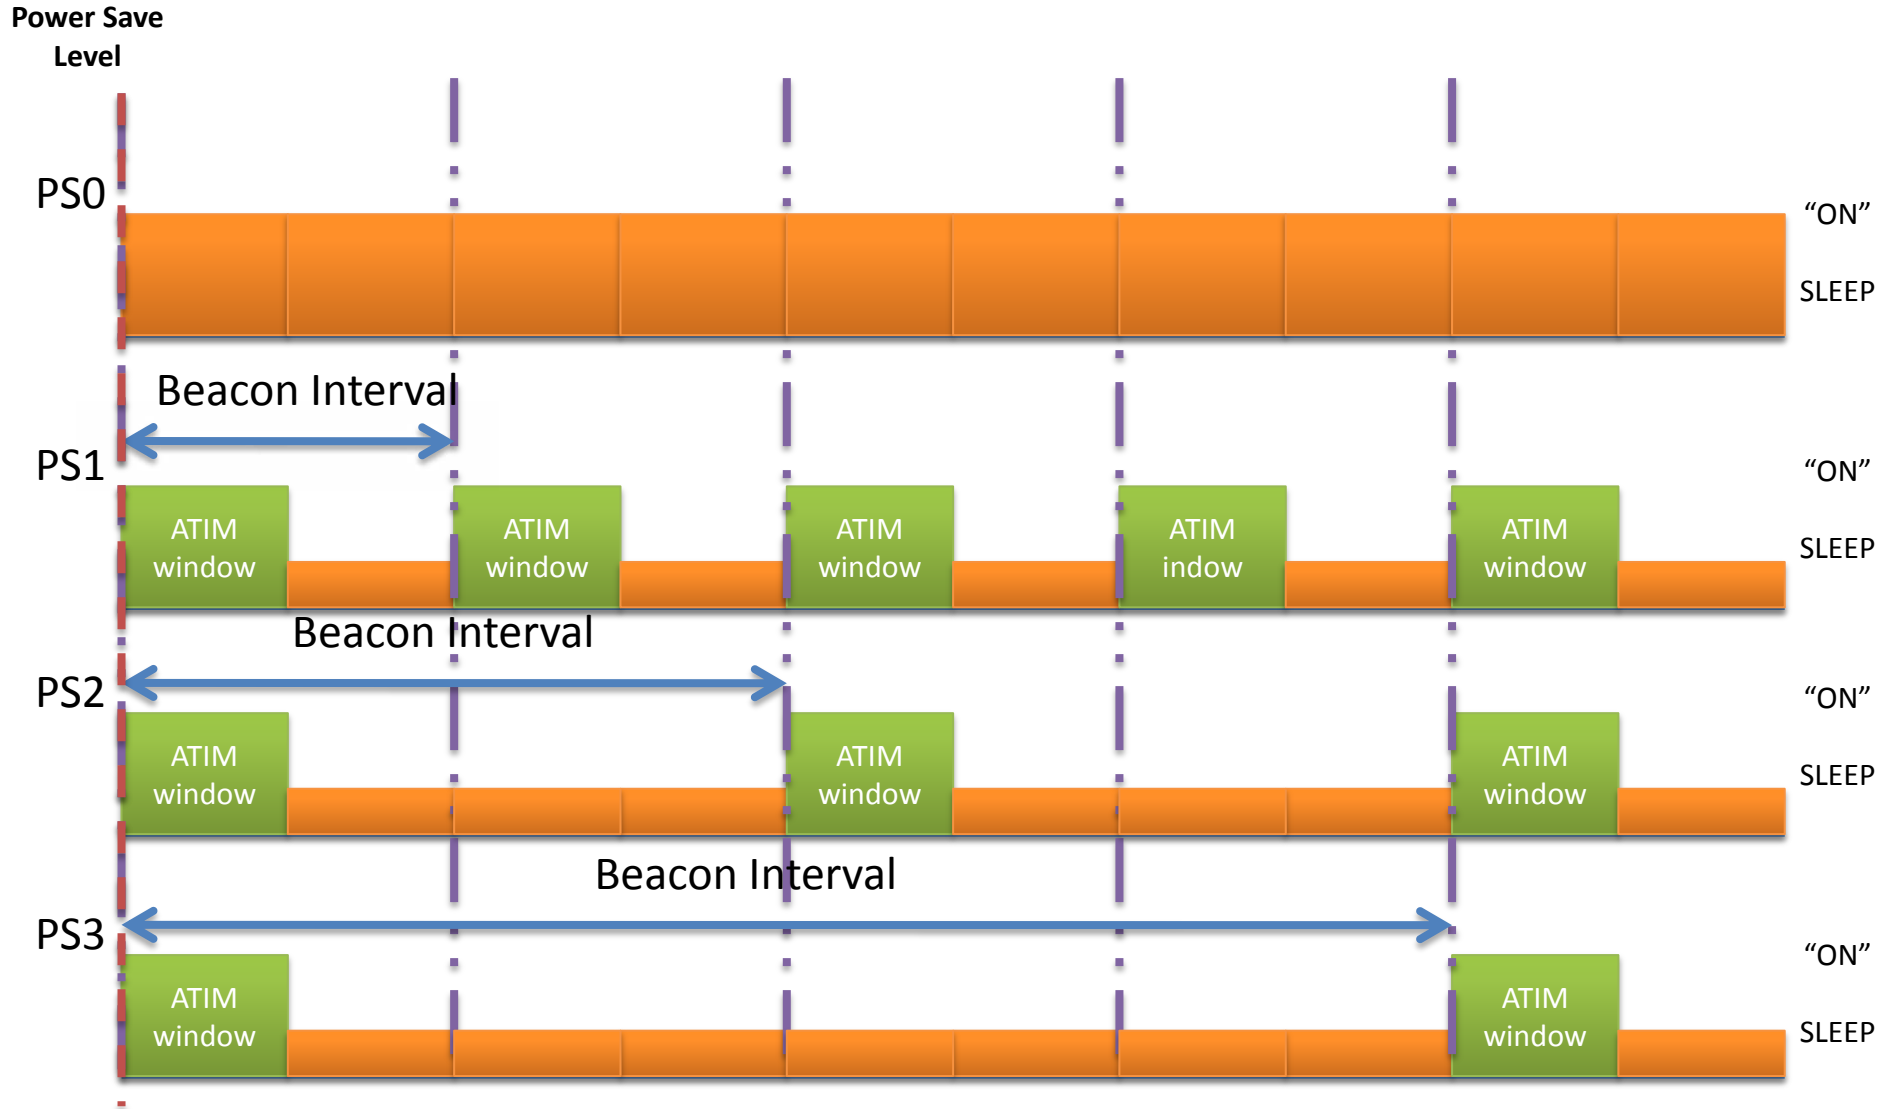 Power Save
Level
PS0
“ON”
SLEEP
Beacon Interval
PS1
“ON”
ATIM
window
ATIM
window
ATIM
window
ATIM
indow
ATIM
window
SLEEP
Beacon Interval
PS2
“ON”
ATIM
window
ATIM
window
ATIM
window
SLEEP
Beacon Interval
PS3
“ON”
ATIM
window
ATIM
window
SLEEP